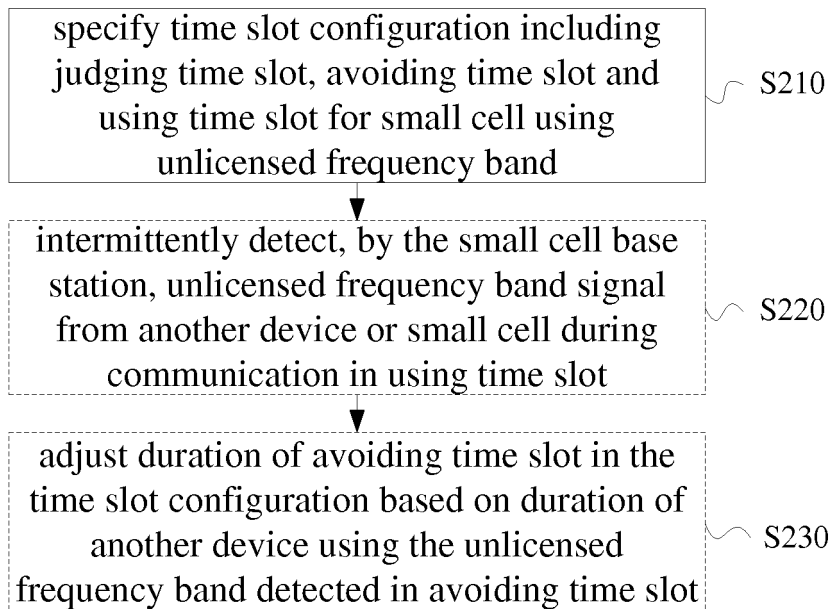 specify time slot configuration including
judging time slot, avoiding time slot and
using time slot for small cell using
unlicensed frequency band
S210
intermittently detect, by the small cell base
station, unlicensed frequency band signal
from another device or small cell during
communication in using time slot
S220
adjust duration of avoiding time slot in the
time slot configuration based on duration of
another device using the unlicensed
frequency band detected in avoiding time slot
S230